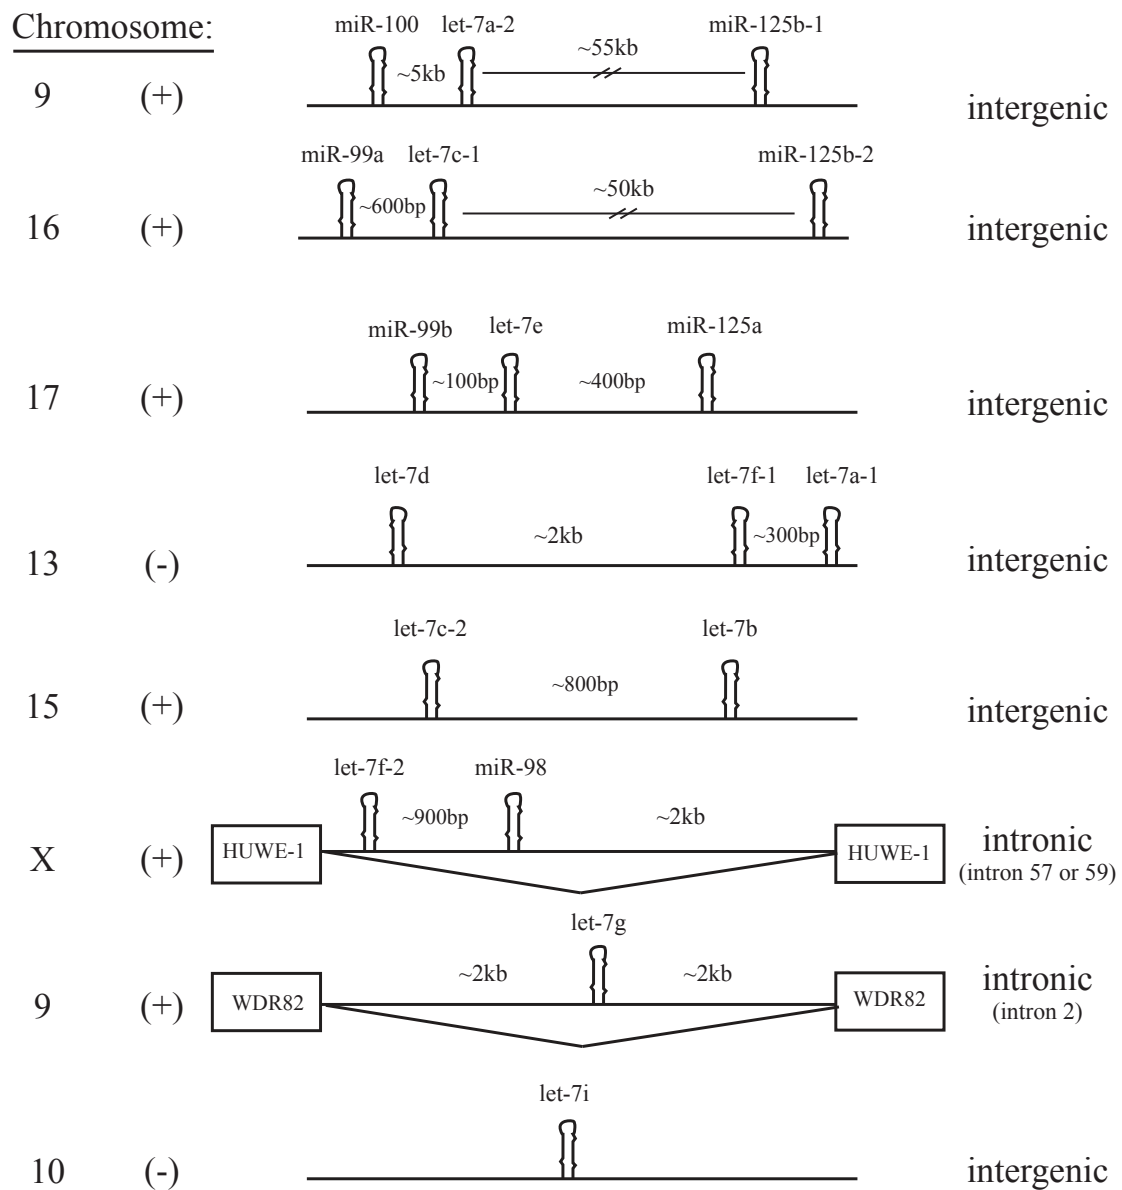 Chromosome:
miR-100 let-7a-2 miR-125b-1
~5kb ~55kb
9 (+) intergenic
miR-99a let-7c-1 miR-125b-2
~600bp ~50kb
16 (+) intergenic
miR-99b let-7e miR-125a
~100bp ~400bp
17 (+) intergenic
let-7d let-7f-1 let-7a-1
~2kb ~300bp
13 (-) intergenic
let-7c-2 let-7b
~800bp
15 (+) intergenic
let-7f-2 miR-98
~900bp ~2kb
X (+) HUWE-1 HUWE-1 intronic
(intron 57 or 59)
let-7g
~2kb ~2kb
9 (+) WDR82 WDR82 intronic
(intron 2)
let-7i
10 (-) intergenic